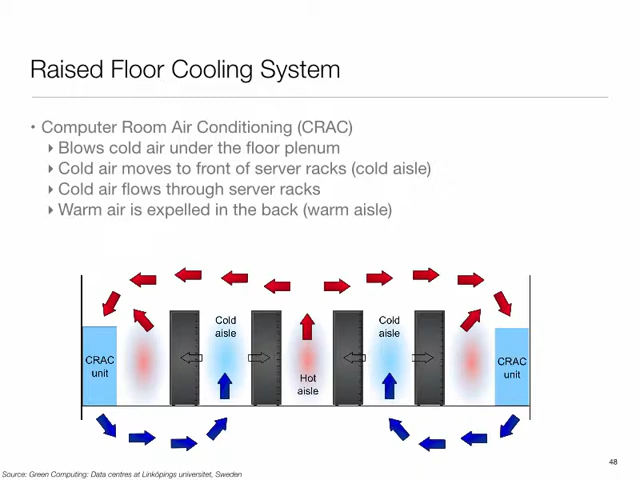 Raised Floor Cooling System
• Computer Room Air Conditioning (CRAC)
▸ Blows cold air under the floor plenum
▸ Cold air moves to front of server racks (cold aisle)
▸ Cold air flows through server racks
▸ Warm air is expelled in the back (warm aisle)
Cold
aisle
Cold
aisle
CRAC
unit
Hot
aisle
CRAC
unit
48
Source: Green Computing: Data centres at Linköpings universitet, Sweden